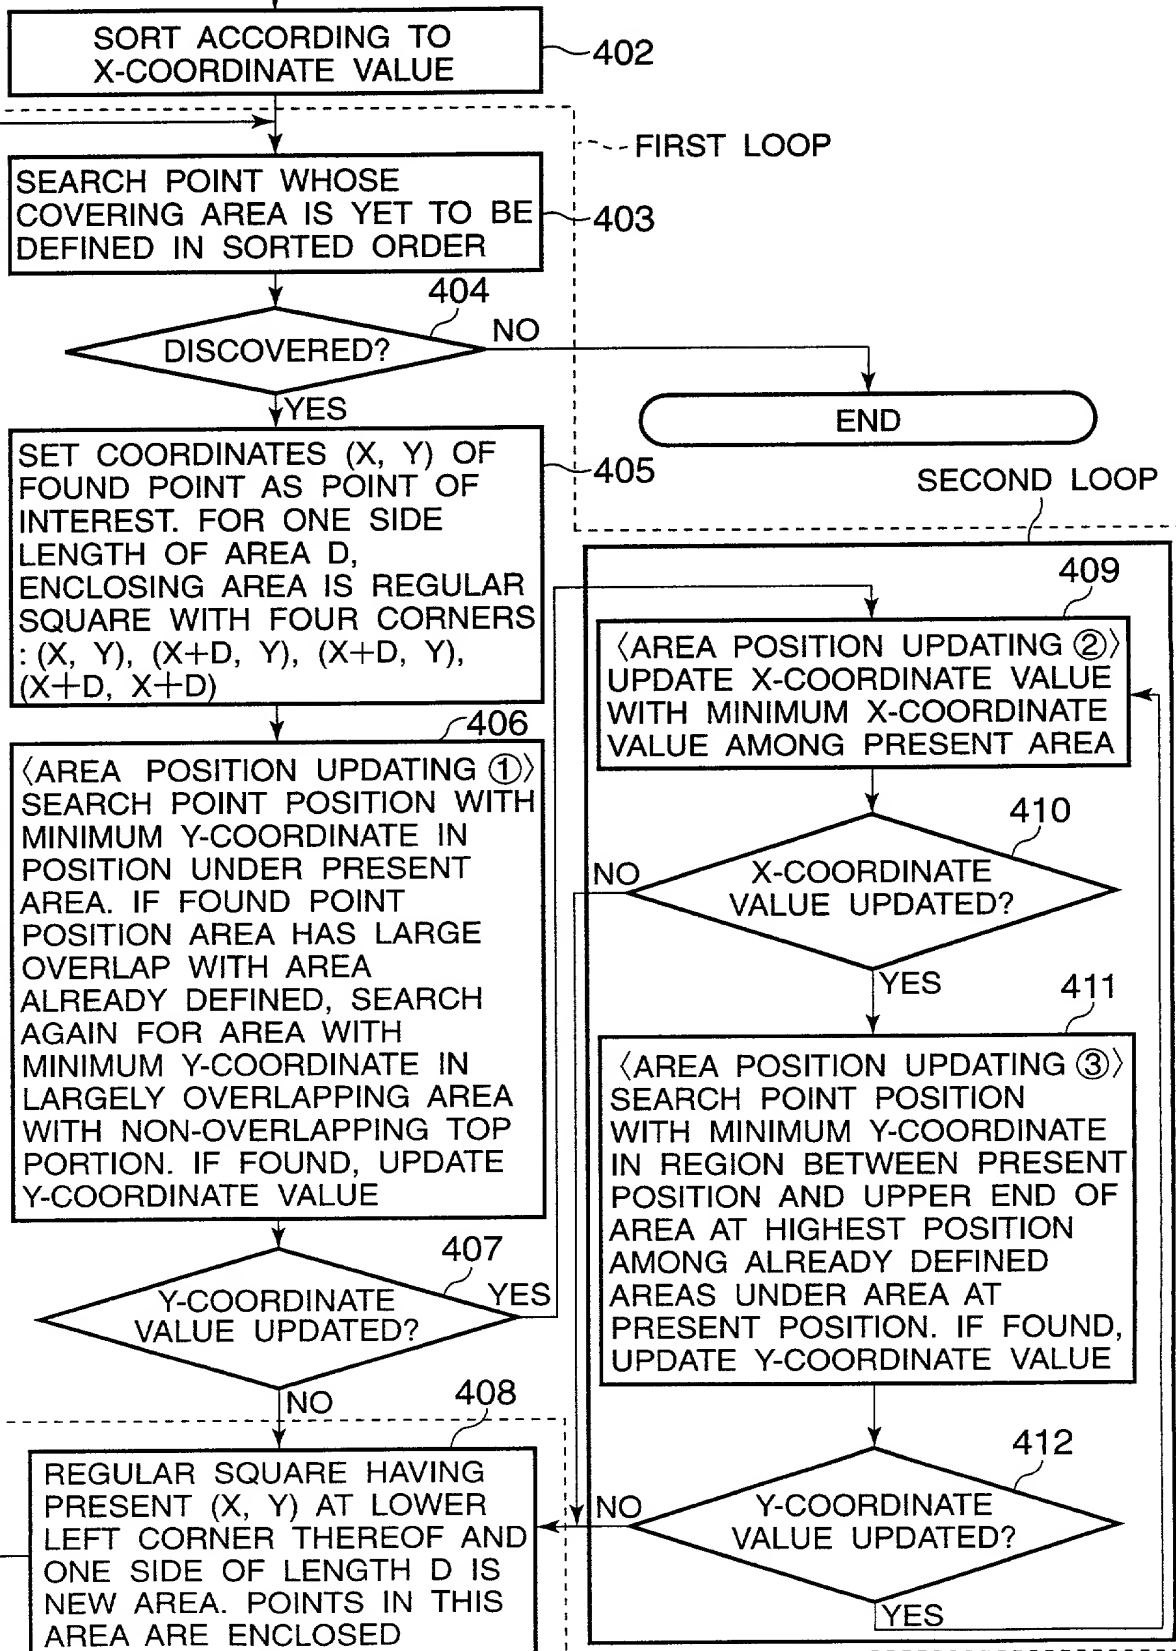 SORT ACCORDING TO
X-COORDINATE VALUE
402
FIRST LOOP
SEARCH POINT WHOSE
COVERING AREA IS YET TO BE
DEFINED IN SORTED ORDER
403
404
DISCOVERED?
NO
YES
END
SET COORDINATES (X, Y) OF
FOUND POINT AS POINT OF
INTEREST. FOR ONE SIDE
LENGTH OF AREA D,
ENCLOSING AREA IS REGULAR
SQUARE WITH FOUR CORNERS
: (X, Y), (X+D, Y), (X+D, Y),
(X+D, X+D)
405
406
〈AREA POSITION UPDATING ①〉
SEARCH POINT POSITION WITH
MINIMUM Y-COORDINATE IN
POSITION UNDER PRESENT
AREA. IF FOUND POINT
POSITION AREA HAS LARGE
OVERLAP WITH AREA
ALREADY DEFINED, SEARCH
AGAIN FOR AREA WITH
MINIMUM Y-COORDINATE IN
LARGELY OVERLAPPING AREA
WITH NON-OVERLAPPING TOP
PORTION. IF FOUND, UPDATE
Y-COORDINATE VALUE
407
Y-COORDINATE
VALUE UPDATED?
YES
NO
408
REGULAR SQUARE HAVING
PRESENT (X, Y) AT LOWER
LEFT CORNER THEREOF AND
ONE SIDE OF LENGTH D IS
NEW AREA. POINTS IN THIS
AREA ARE ENCLOSED
SECOND LOOP
409
〈AREA POSITION UPDATING ②〉
UPDATE X-COORDINATE VALUE
WITH MINIMUM X-COORDINATE
VALUE AMONG PRESENT AREA
410
X-COORDINATE
VALUE UPDATED?
NO
YES
411
〈AREA POSITION UPDATING ③〉
SEARCH POINT POSITION
WITH MINIMUM Y-COORDINATE
IN REGION BETWEEN PRESENT
POSITION AND UPPER END OF
AREA AT HIGHEST POSITION
AMONG ALREADY DEFINED
AREAS UNDER AREA AT
PRESENT POSITION. IF FOUND,
UPDATE Y-COORDINATE VALUE
412
Y-COORDINATE
VALUE UPDATED?
NO
YES